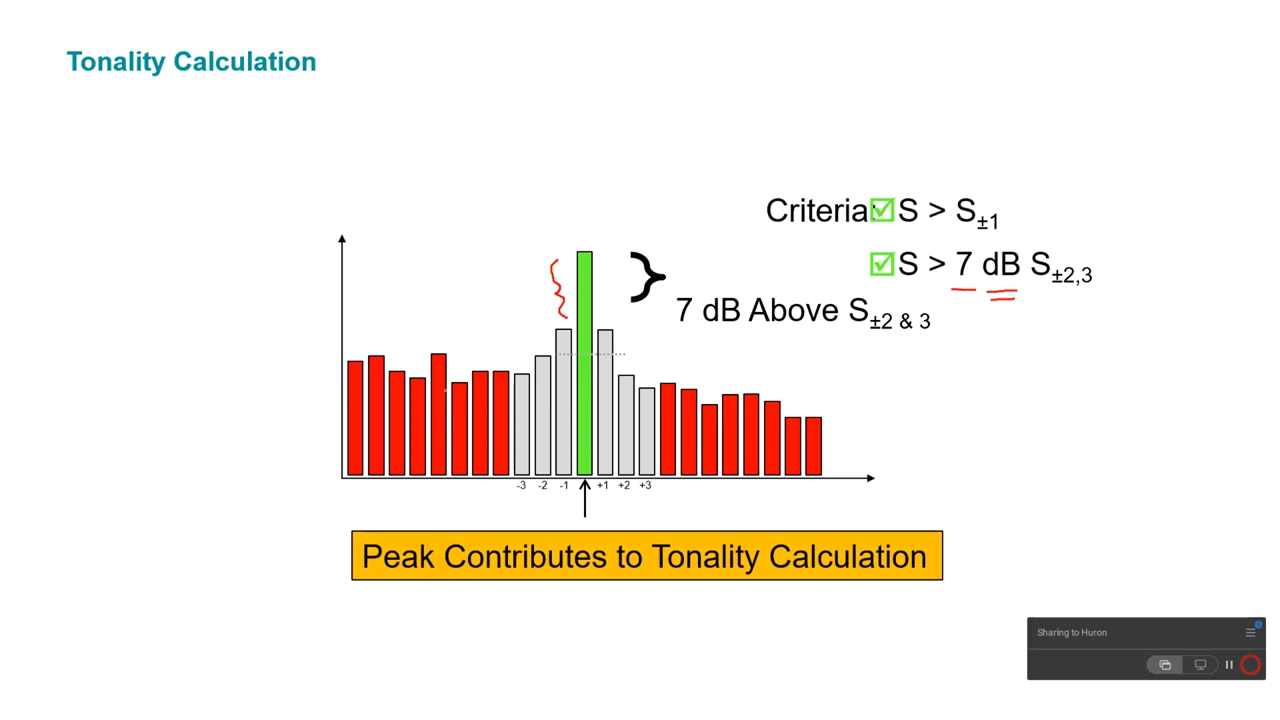 Tonality Calculation
Criteria: S > S±1
S > 7 dB S±2,3
7 dB Above S±2 & 3
-3 -2 -1 +1 +2 +3
Peak Contributes to Tonality Calculation
Sharing to Huron